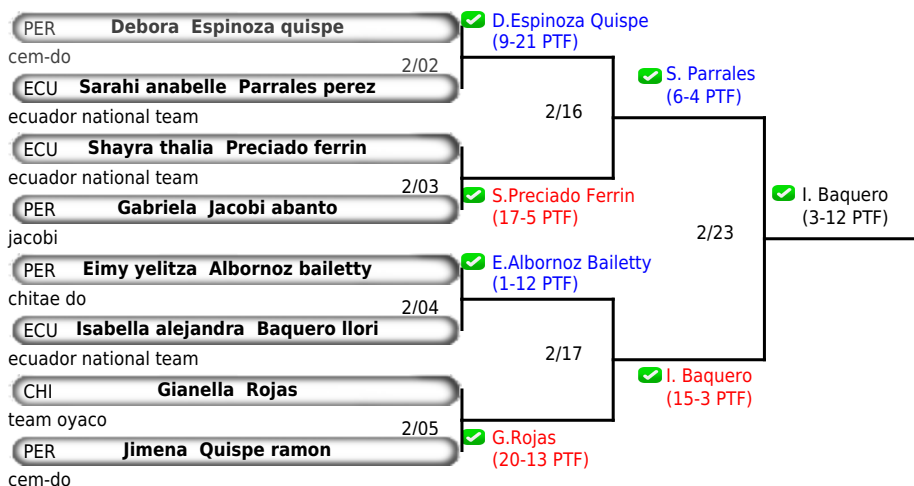 PER Debora Espinoza quispe
cem-do
2/02
ECU Sarahi anabelle Parrales perez
ecuador national team
ECU Shayra thalia Preciado ferrin
ecuador national team
2/03
PER Gabriela Jacobi abanto
jacobi
PER Eimy yelitza Albornoz bailetty
chitae do
2/04
ECU Isabella alejandra Baquero llori
ecuador national team
CHI Gianella Rojas
team oyaco
2/05
PER Jimena Quispe ramon
cem-do
D.Espinoza Quispe
(9-21 PTF)
2/16
S.Preciado Ferrin
(17-5 PTF)
E.Albornoz Bailetty
(1-12 PTF)
2/17
G.Rojas
(20-13 PTF)
S. Parrales
(6-4 PTF)
2/23
I. Baquero
(15-3 PTF)
I. Baquero
(3-12 PTF)